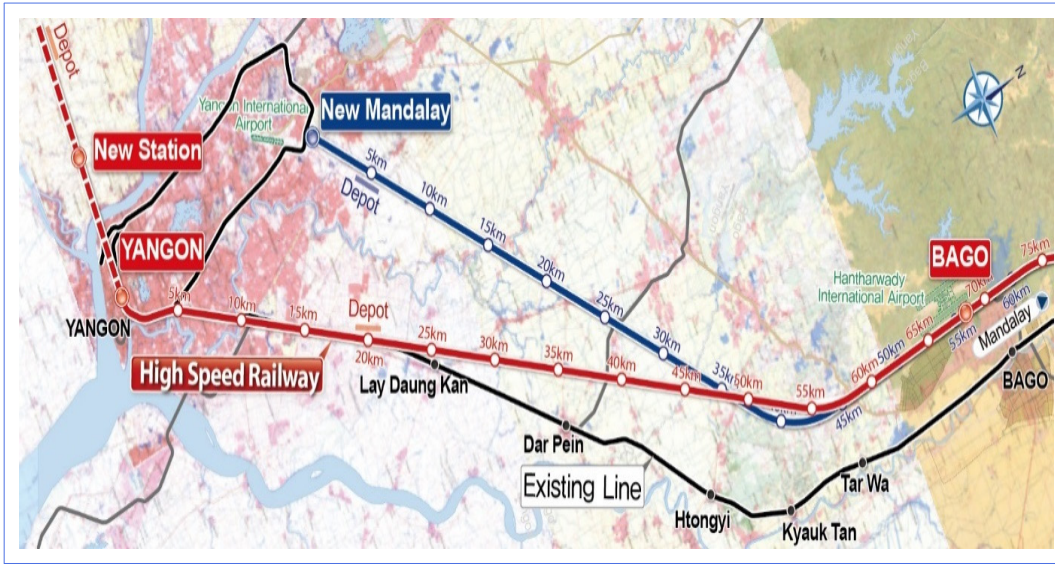 Depot
New Station
YANGON
YANGON
Yangon International
Airport
New Mandalay
Depot
5km
10km
15km
20km
25km
30km
35km
45km
50km
55km
60km
5km
10km
15km
Depot
20km
25km
30km
35km
40km
45km
50km
55km
60km
65km
70km
75km
High Speed Railway
Lay Daung Kan
Dar Pein
Existing Line
Htongyi
Kyauk Tan
Tar Wa
BAGO
Hantharwady
International Airport
BAGO
Mandalay
N